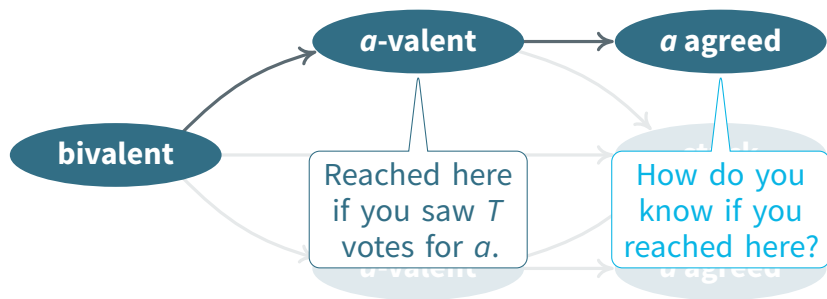 a-valent
a agreed
bivalent
Reached here
if you saw T
votes for a.
How do you
know if you
reached here?